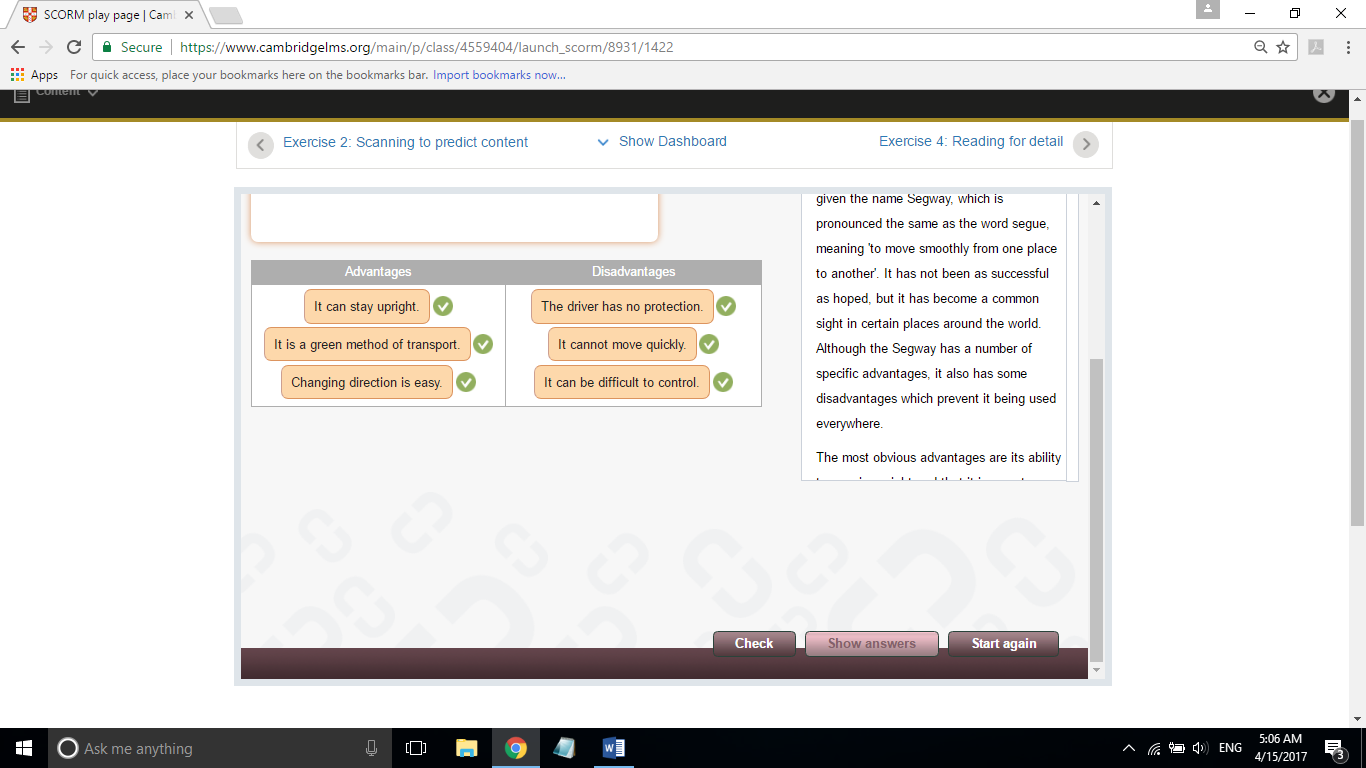 SCORM play page | Cam
Secure | https://www.cambridgelms.org/main/p/class/4559404/launch_scorm/8931/1422
Apps For quick access, place your bookmarks here on the bookmarks bar. Import bookmarks now...
Content
Exercise 2: Scanning to predict content
Show Dashboard
Exercise 4: Reading for detail
Advantages
Disadvantages
It can stay upright.
The driver has no protection.
It is a green method of transport.
It cannot move quickly.
Changing direction is easy.
It can be difficult to control.
given the name Segway, which is
pronounced the same as the word segue,
meaning 'to move smoothly from one place
to another'. It has not been as successful
as hoped, but it has become a common
sight in certain places around the world.
Although the Segway has a number of
specific advantages, it also has some
disadvantages which prevent it being used
everywhere.
The most obvious advantages are its ability
Check
Show answers
Start again
Ask me anything
ENG
5:06 AM
4/15/2017
3